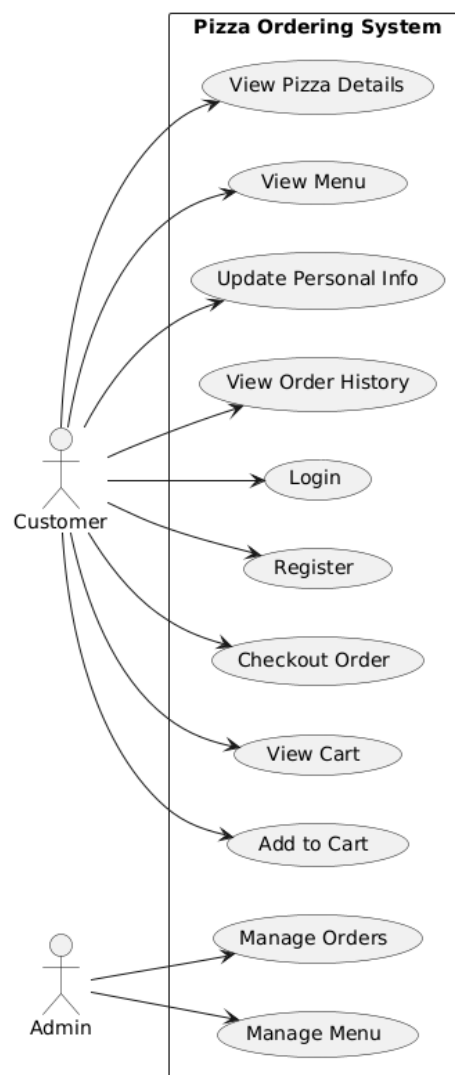 Pizza Ordering System
View Pizza Details
View Menu
Update Personal Info
View Order History
Login
Customer
Register
Checkout Order
View Cart
Add to Cart
Manage Orders
Admin
Manage Menu